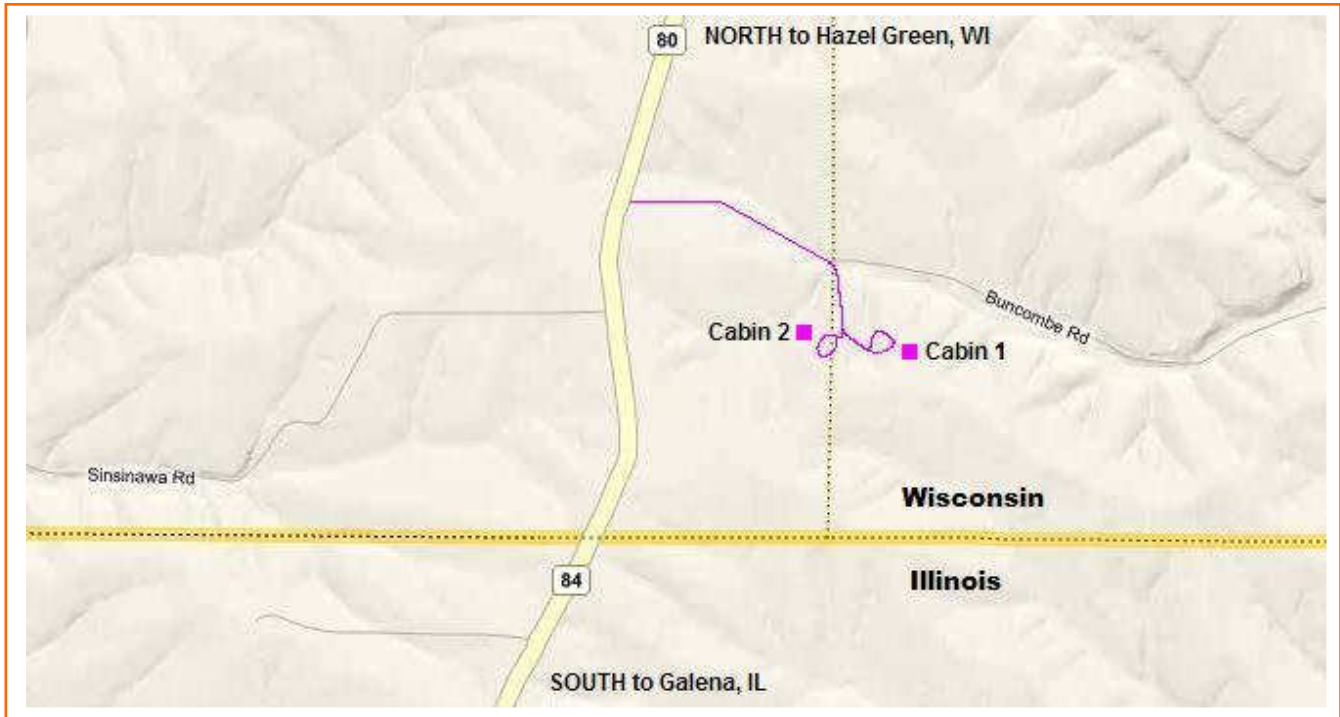 80
NORTH to Hazel Green, WI
Buncombe Rd
Cabin 2
Cabin 1
Sinsinawa Rd
Wisconsin
84
Illinois
SOUTH to Galena, IL